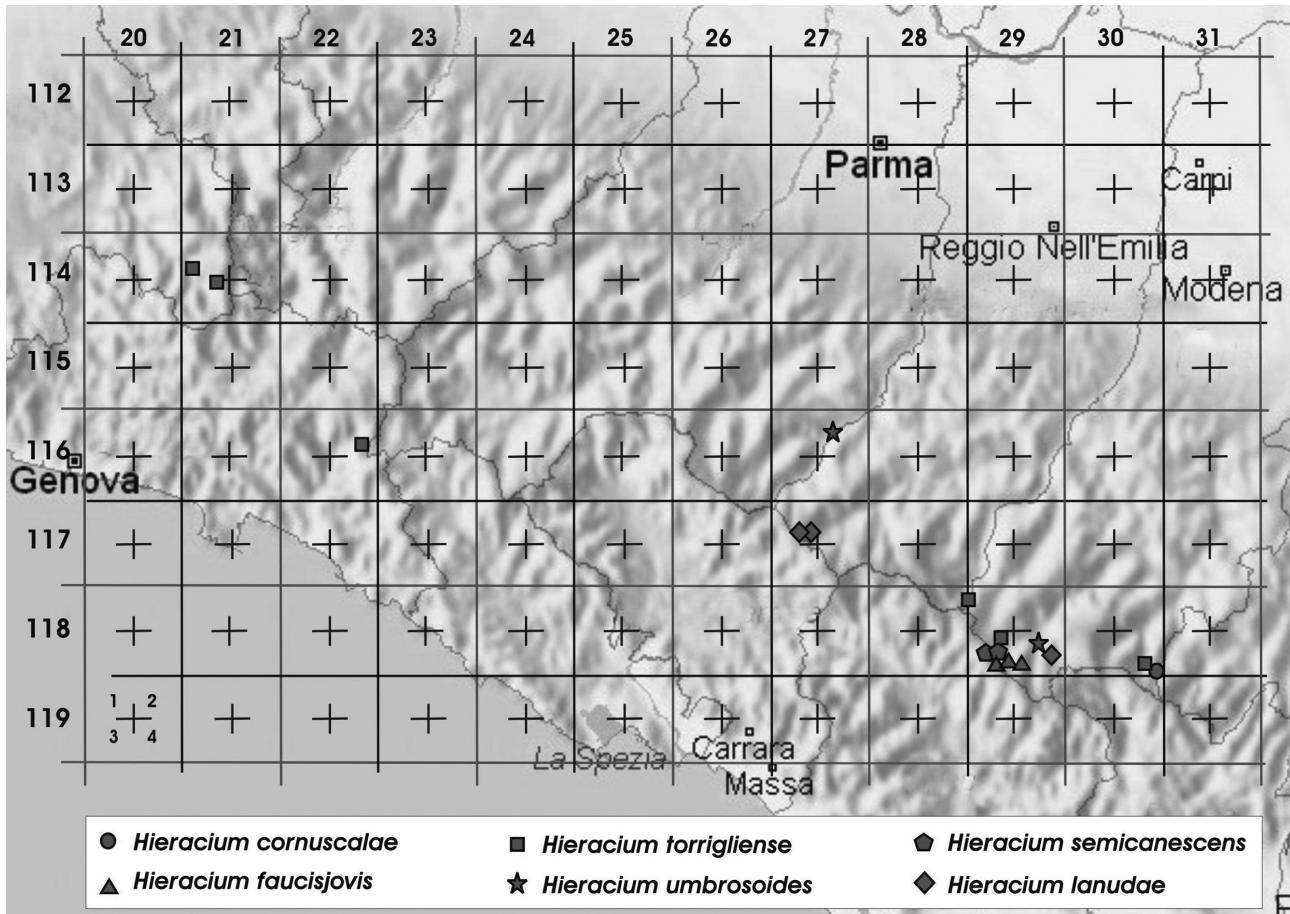 20 21 22 23 24 25 26 27 28 29 30 31
112
Parma
113
Carpi
Reggio Nell'Emilia
114
Modena
115
116
Genova
117
118
1 2
119
3 4
Carrara
La Spezia
Massa
Hieracium cornuscalae
Hieracium torrigliense
Hieracium semicanescens
Hieracium faucisjovis
Hieracium umbrosoides
Hieracium lanudae